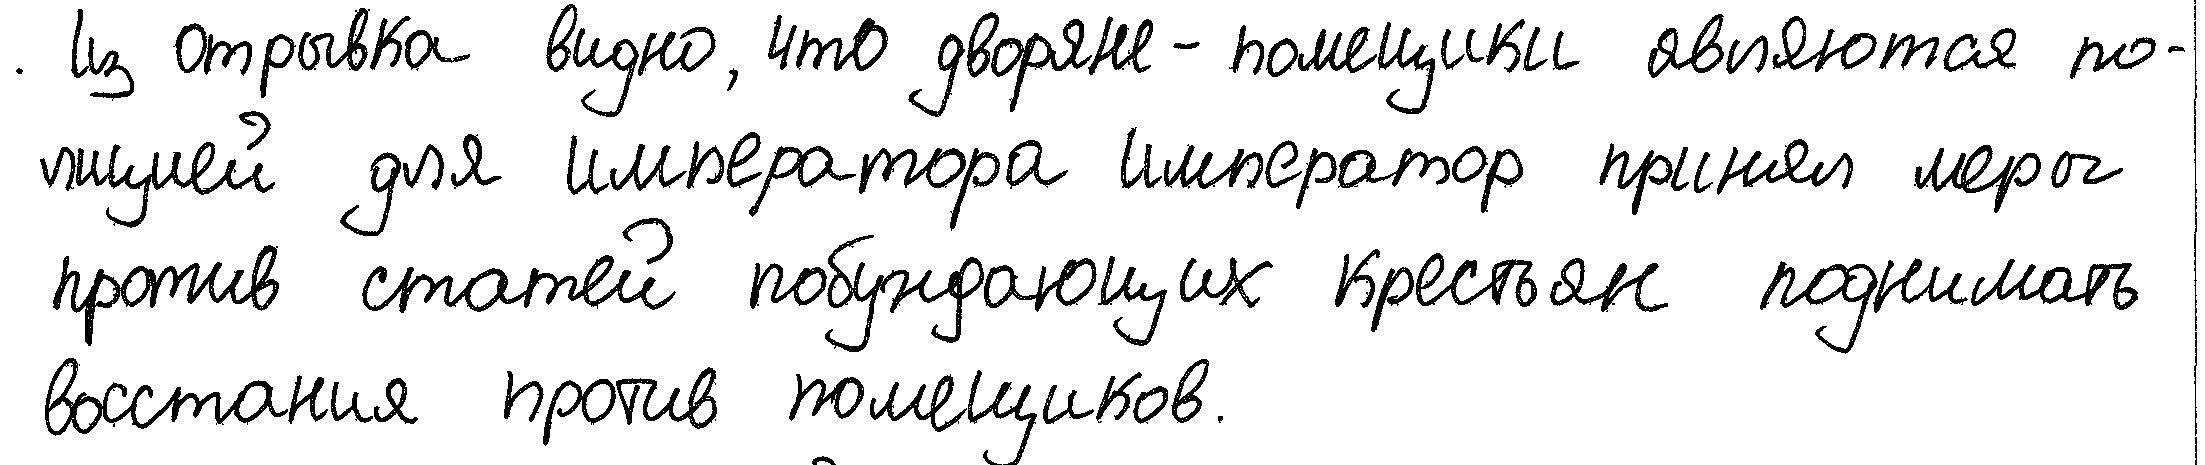 . Из отрывка видно, что дворяне - помещики являются по-
лицией для императора император принял меры
против статей побуждающих крестьян поднимать
восстания против помещиков.